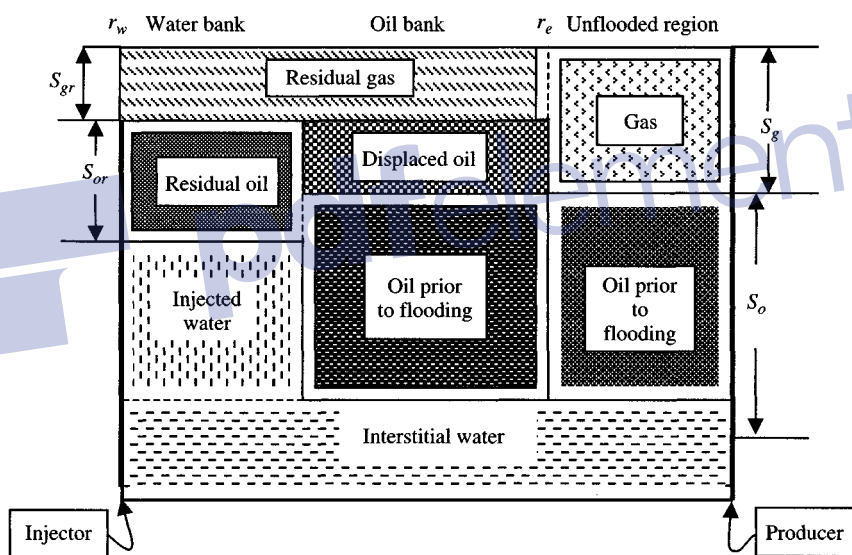 r_w Water bank Oil bank r_e Unflooded region
S_gr
Residual gas
Gas
S_g
S_or
Residual oil
Displaced oil
pdfelement
Injected
water
Oil prior
to flooding
Oil prior
to
flooding
S_o
Interstitial water
Injector
Producer